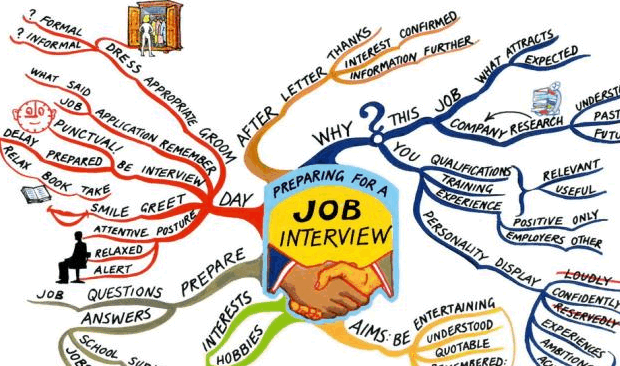 PREPARING FOR A
JOB
INTERVIEW
AFTER LETTER THANKS
INTEREST CONFIRMED
INFORMATION FURTHER
WHY ?
THIS JOB
WHAT ATTRACTS
EXPECTED
COMPANY RESEARCH
PAST
YOU
QUALIFICATIONS
TRAINING
EXPERIENCE
RELEVANT
USEFUL
POSITIVE ONLY
EMPLOYERS OTHER
PERSONALITY DISPLAY
LOUDLY
CONFIDENTLY
RESERVEDLY
EXPERIENCES
AIMS: BE
ENTERTAINING
UNDERSTOOD
QUOTABLE
INTERESTS
HOBBIES
PREPARE
JOB QUESTIONS
ANSWERS
SCHOOL
DAY
DRESS APPROPRIATE GROOM
? FORMAL
? INFORMAL
APPLICATION REMEMBER
WHAT SAID
JOB
BE INTERVIEW
PUNCTUAL!
DELAY PREPARED
RELAX BOOK TAKE
SMILE GREET
ATTENTIVE POSTURE
RELAXED
ALERT